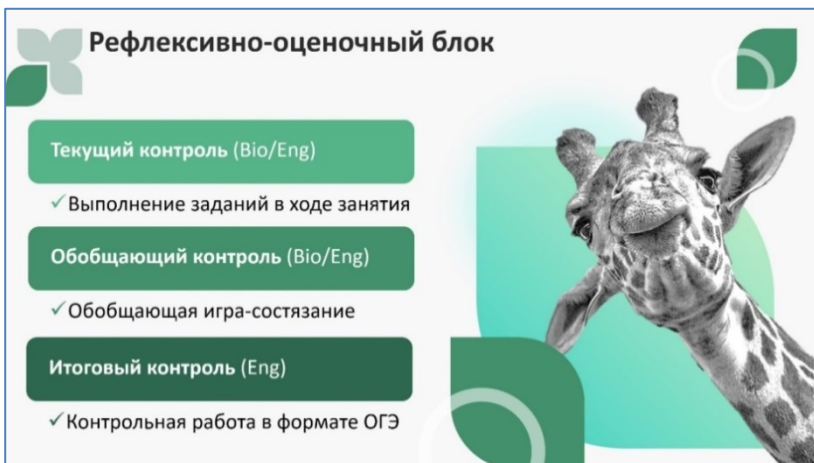 Рефлексивно-оценочный блок
Текущий контроль (Bio/Eng)
✓Выполнение заданий в ходе занятия
Обобщающий контроль (Bio/Eng)
✓Обобщающая игра-состязание
Итоговый контроль (Eng)
✓Контрольная работа в формате ОГЭ